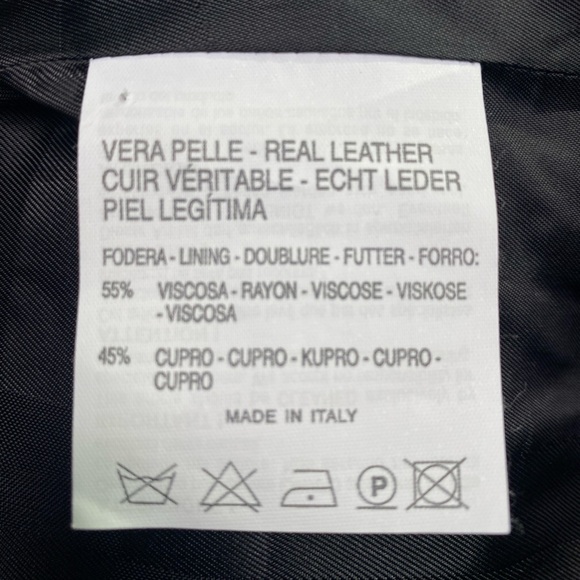 VERA PELLE - REAL LEATHER
CUIR VÉRITABLE - ECHT LEDER
PIEL LEGÍTIMA
FODERA - LINING - DOUBLURE - FUTTER - FORRO:
55% VISCOSA - RAYON - VISCOSE - VISKOSE
- VISCOSA
45% CUPRO - CUPRO - KUPRO - CUPRO -
CUPRO
MADE IN ITALY
P